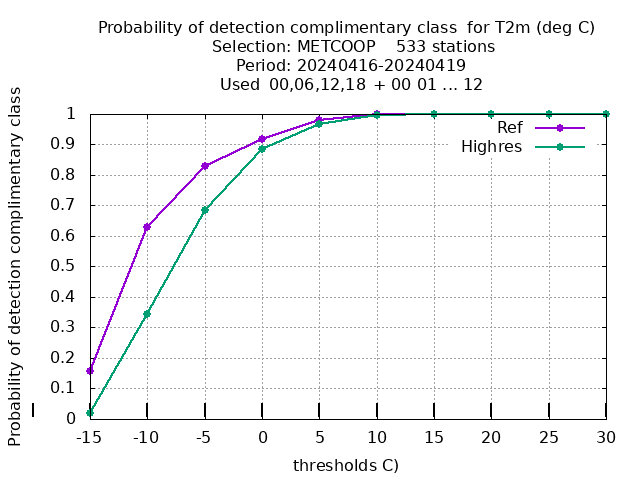 Probability of detection complimentary class for T2m (deg C)
Selection: METCOOP 533 stations
Period: 20240416-20240419
Used 00,06,12,18 + 00 01 ... 12
Probability of detection complimentary class
1
0.9
0.8
0.7
0.6
0.5
0.4
0.3
0.2
0.1
0
Ref
Highres
-15 -10 -5 0 5 10 15 20 25 30
thresholds C)